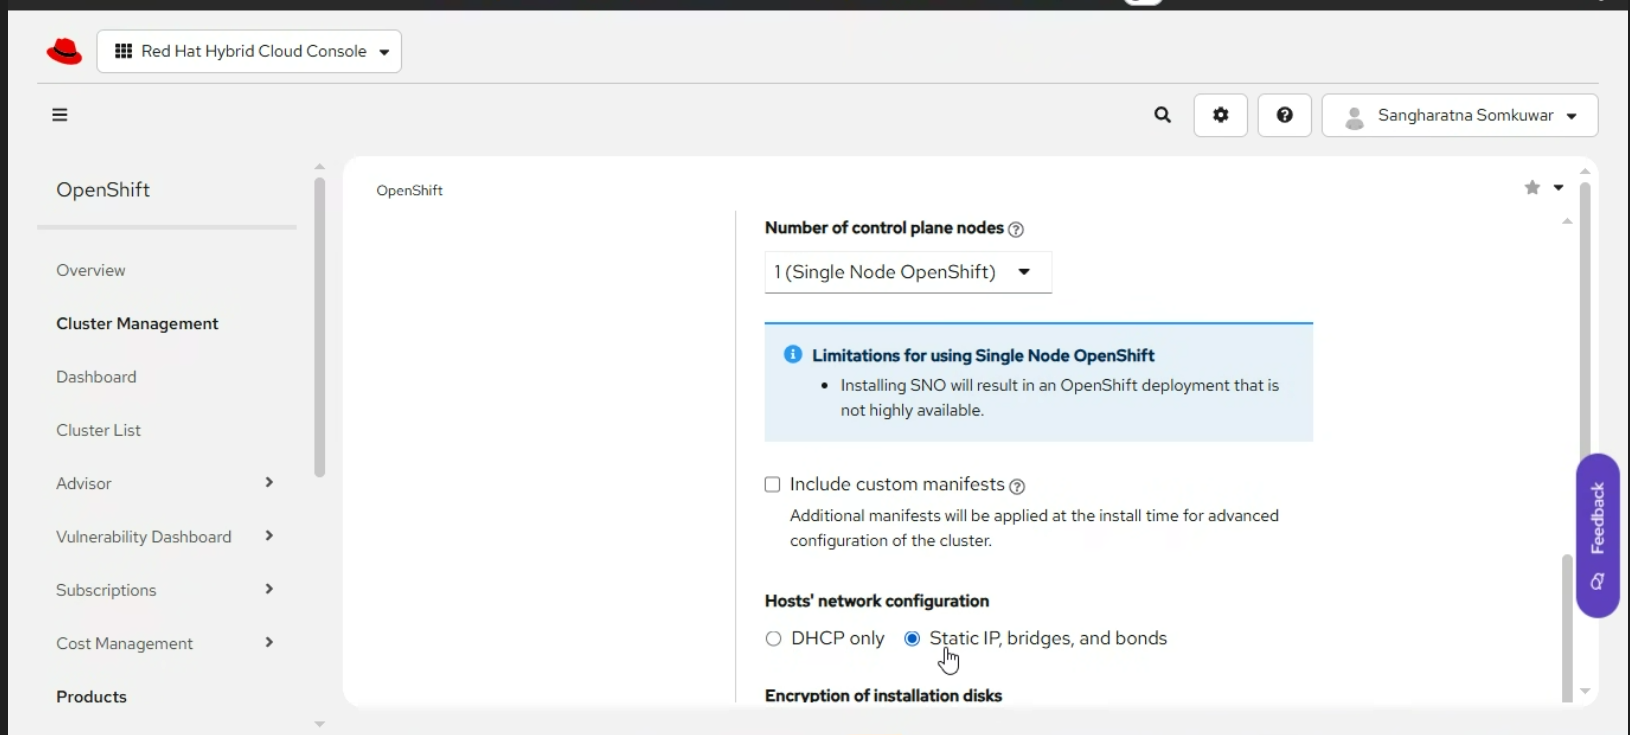 Red Hat Hybrid Cloud Console
Sangharatna Somkuwar
OpenShift
Overview
Cluster Management
Dashboard
Cluster List
Advisor
Vulnerability Dashboard
Subscriptions
Cost Management
Products
OpenShift
Number of control plane nodes
1 (Single Node OpenShift)
Limitations for using Single Node OpenShift
• Installing SNO will result in an OpenShift deployment that is
not highly available.
Include custom manifests
Additional manifests will be applied at the install time for advanced
configuration of the cluster.
Hosts' network configuration
DHCP only Static IP, bridges, and bonds
Encryption of installation disks
Feedback